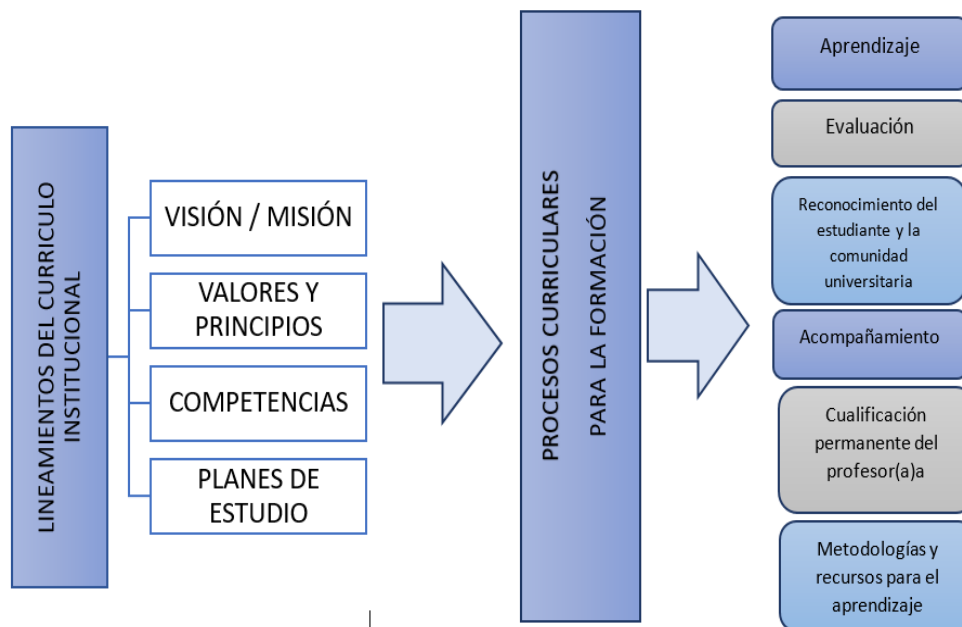 LINEAMIENTOS DEL CURRICULO
INSTITUCIONAL
VISIÓN / MISIÓN
VALORES Y
PRINCIPIOS
COMPETENCIAS
PLANES DE
ESTUDIO
PROCESOS CURRICULARES
PARA LA FORMACIÓN
Aprendizaje
Evaluación
Reconocimiento del
estudiante y la
comunidad
universitaria
Acompañamiento
Cualificación
permanente del
profesor(a)a
Metodologías y
recursos para el
aprendizaje